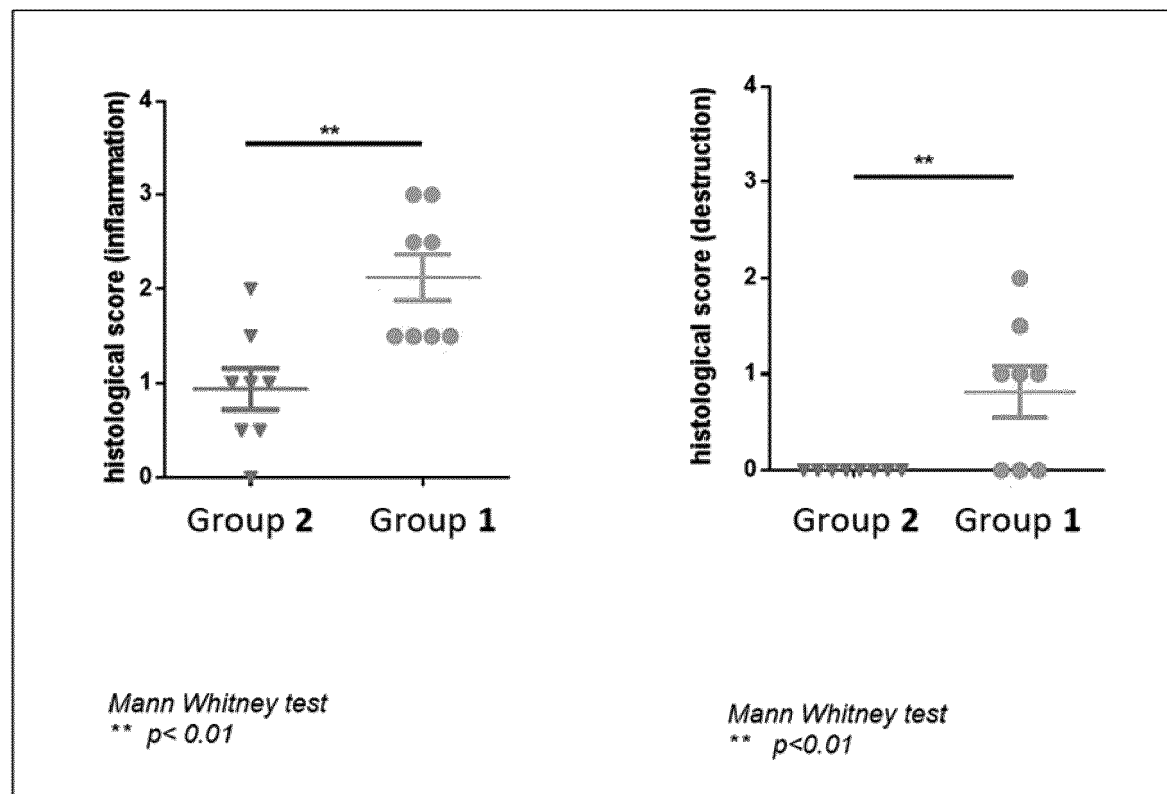 histological score (inflammation)
4
3
2
1
0
**
Group 2
Group 1
Mann Whitney test
** p< 0.01
histological score (destruction)
4
3
2
1
0
**
Group 2
Group 1
Mann Whitney test
** p<0.01